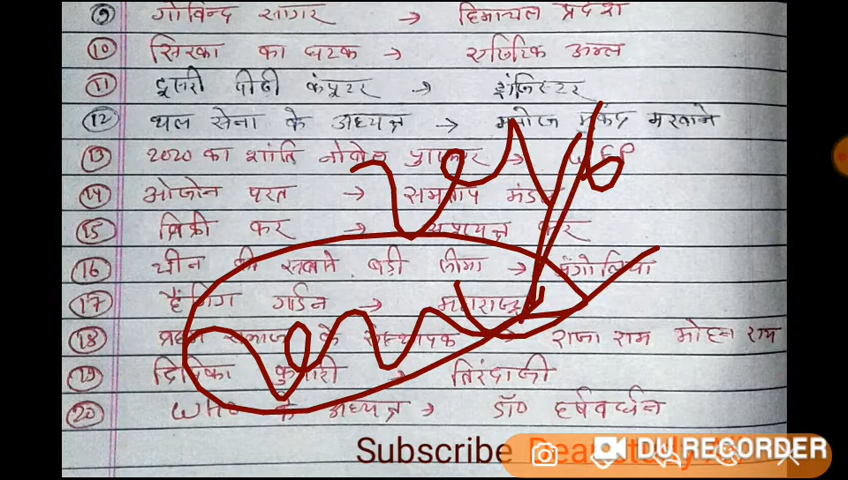 9 गोविन्द सागर → हिमाचल प्रदेश
10 सिरका का घटक → एसिटिक अम्ल
11 दूसरी पीढी कंप्यूटर →
12 थल सेना के अध्यक्ष → मनोज मुकंद नरवाने
13 2020 का शांति नोबेल पुरस्कार → WFP
14 ओजोन परत → समताप मंडल
15 बिक्री कर → कर
16 चीन की सबसे बडी सीमा → मंगोलिया
17 हैंगिंग गार्डन → महाराष्ट्र
18 समाज के संस्थापक → राजा राम मोहन राय
19 कुमारी → तिरंदाजी
20 WHO के अध्यक्ष → डॉ० हर्षवर्धन
Subscribe
DU RECORDER